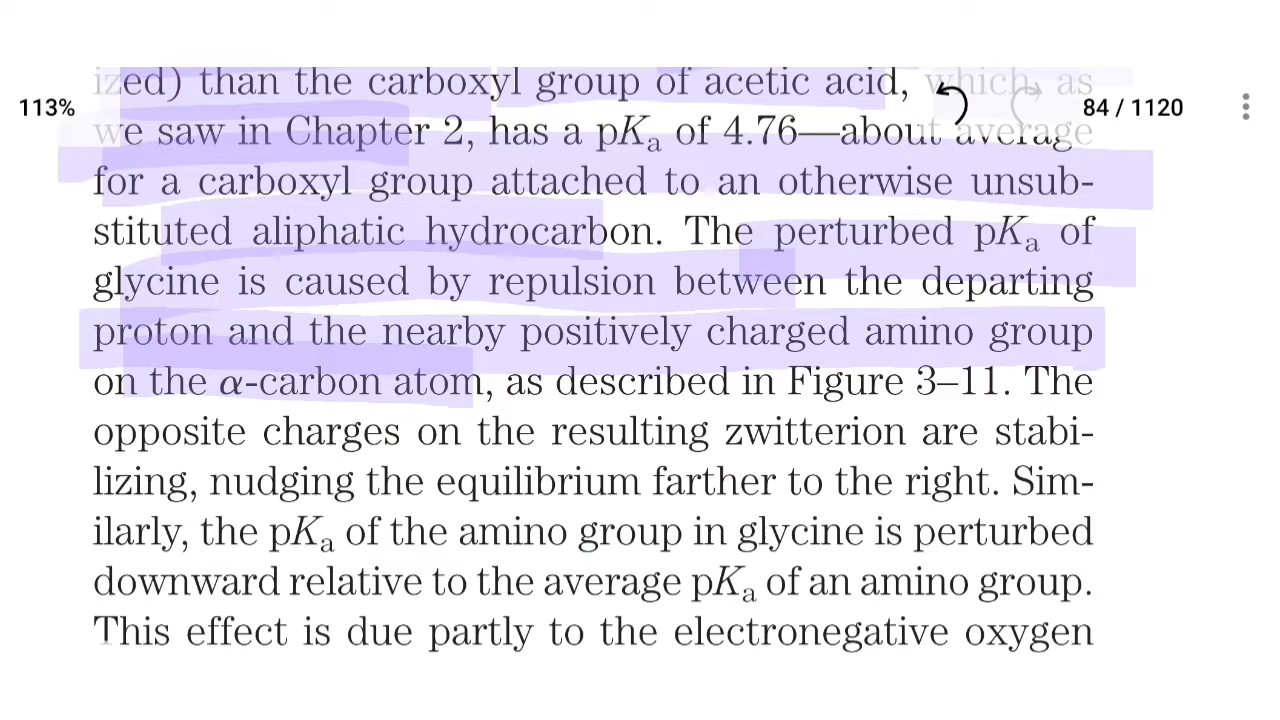 ized) than the carboxyl group of acetic acid, which, as
113%
84 / 1120
we saw in Chapter 2, has a pKa of 4.76—about average
for a carboxyl group attached to an otherwise unsub-
stituted aliphatic hydrocarbon. The perturbed pKa of
glycine is caused by repulsion between the departing
proton and the nearby positively charged amino group
on the α-carbon atom, as described in Figure 3–11. The
opposite charges on the resulting zwitterion are stabi-
lizing, nudging the equilibrium farther to the right. Sim-
ilarly, the pKa of the amino group in glycine is perturbed
downward relative to the average pKa of an amino group.
This effect is due partly to the electronegative oxygen